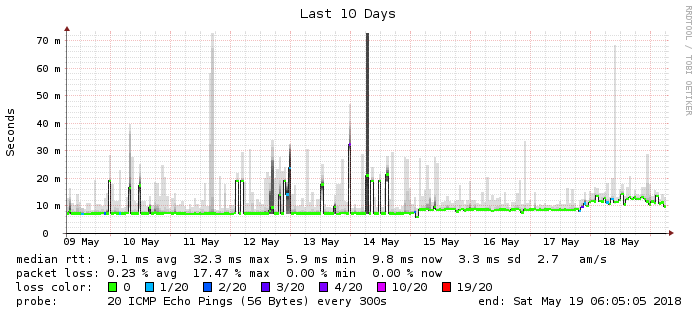 Last 10 Days
RRDTOOL / TOBI OETIKER
Seconds
70 m
60 m
50 m
40 m
30 m
20 m
10 m
0
09 May 10 May 11 May 12 May 13 May 14 May 15 May 16 May 17 May 18 May
median rtt: 9.1 ms avg 32.3 ms max 5.9 ms min 9.8 ms now 3.3 ms sd 2.7 am/s
packet loss: 0.23 % avg 17.47 % max 0.00 % min 0.00 % now
loss color: 0 1/20 2/20 3/20 4/20 10/20 19/20
probe: 20 ICMP Echo Pings (56 Bytes) every 300s end: Sat May 19 06:05:05 2018